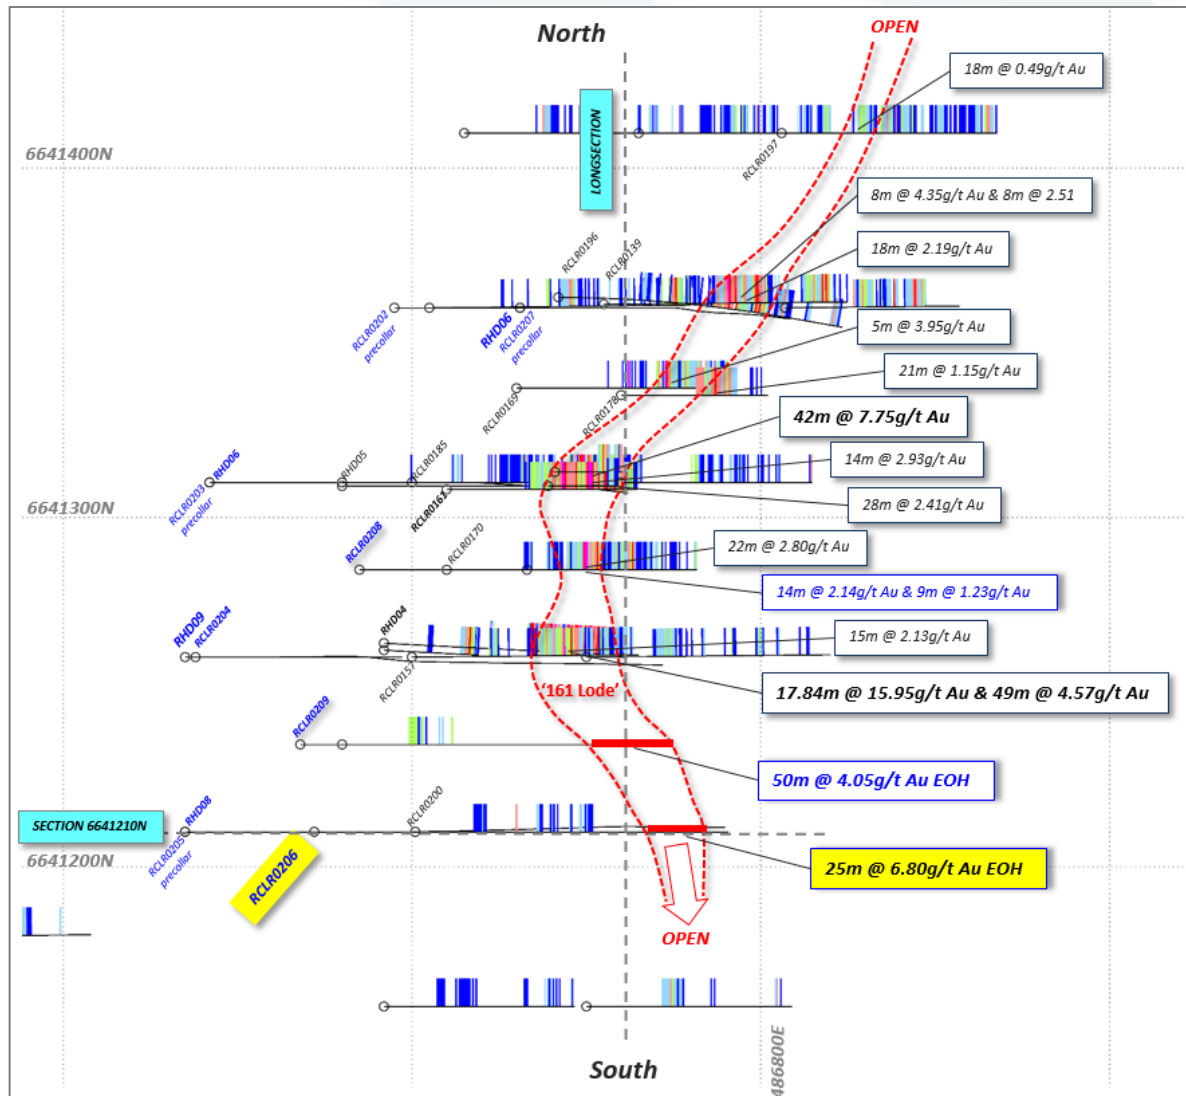 North
OPEN
18m @ 0.49g/t Au
LONGSECTION
6641400N
RCLR0197
8m @ 4.35g/t Au & 8m @ 2.51
RCLR0196
RCLR0139
18m @ 2.19g/t Au
RCLR0202
precollar
RHD06
RCLR0207
precollar
5m @ 3.95g/t Au
21m @ 1.15g/t Au
RCLR0169
RCLR0178
42m @ 7.75g/t Au
RHD06
RCLR0203
precollar
RHD05
RCLR0185
RCLR0161
14m @ 2.93g/t Au
28m @ 2.41g/t Au
6641300N
RCLR0208
RCLR0170
22m @ 2.80g/t Au
14m @ 2.14g/t Au & 9m @ 1.23g/t Au
RHD09
RCLR0204
RHD04
RCLR0157
15m @ 2.13g/t Au
'161 Lode'
17.84m @ 15.95g/t Au & 49m @ 4.57g/t Au
RCLR0209
50m @ 4.05g/t Au EOH
SECTION 6641210N
RHD08
RCLR0205
precollar
RCLR0200
RCLR0206
6641200N
25m @ 6.80g/t Au EOH
OPEN
486800E
South